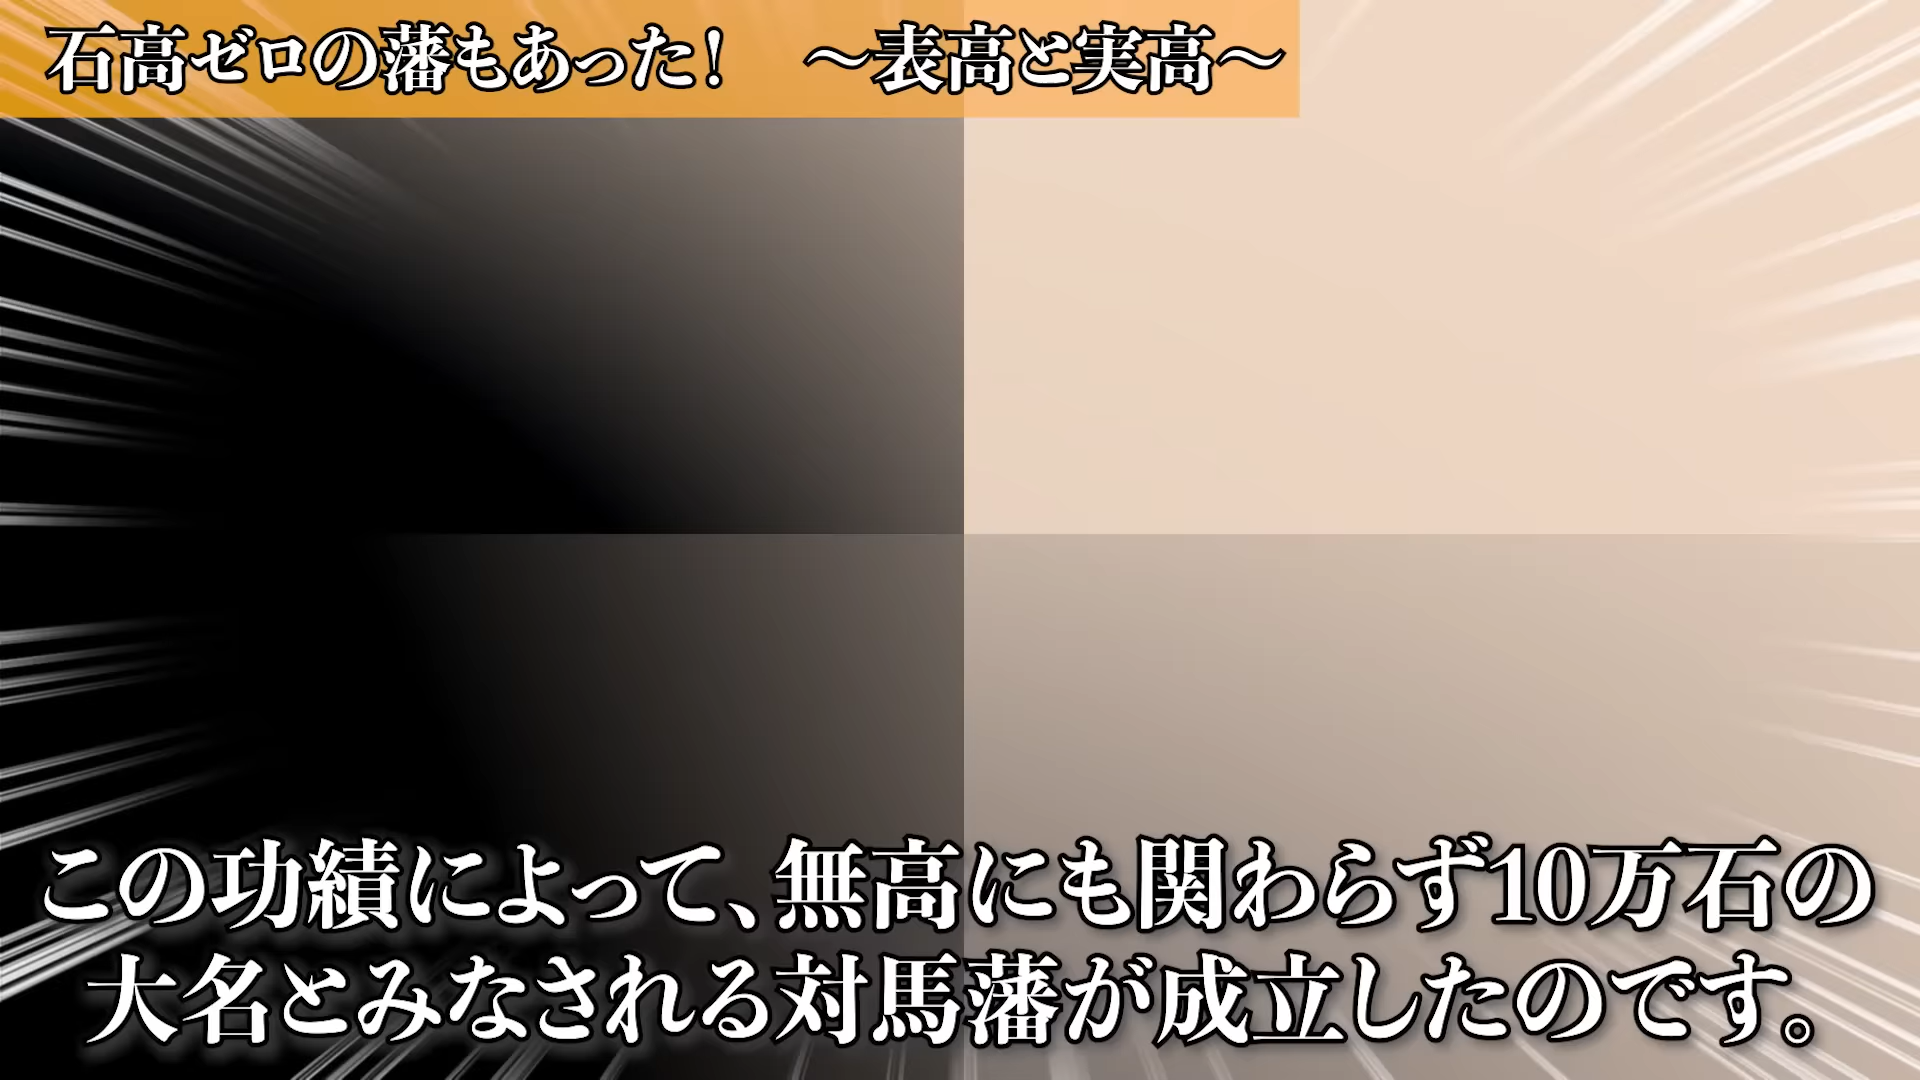 石高ゼロの藩もあった！　～表高と実高～
この功績によって、無高にも関わらず10万石の
大名とみなされる対馬藩が成立したのです。